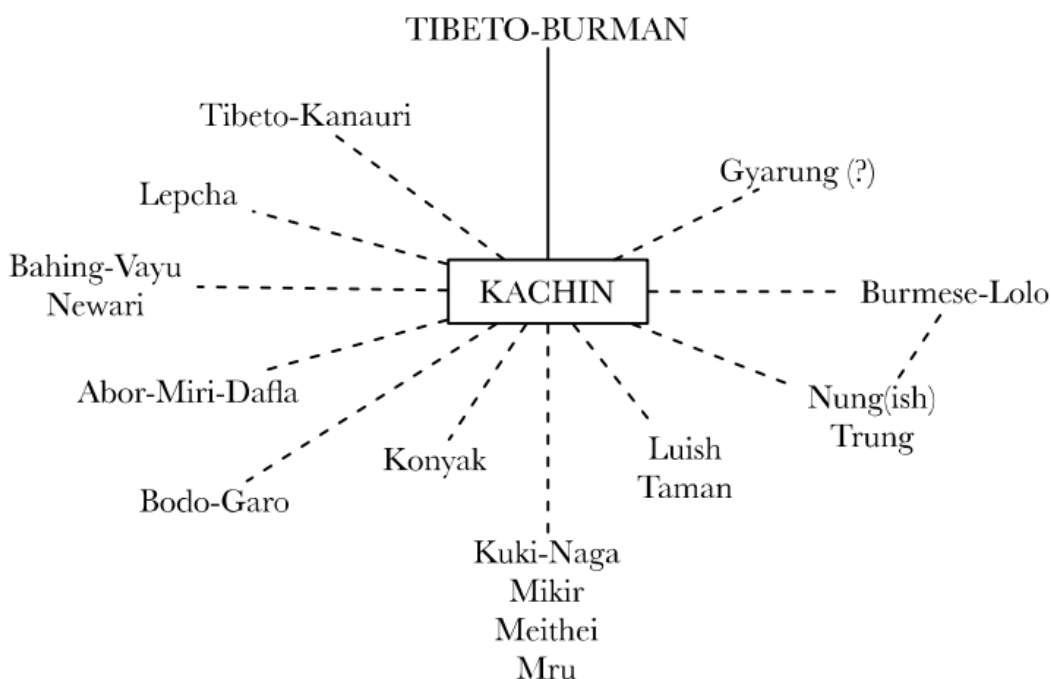 TIBETO-BURMAN
Tibeto-Kanauri
Gyarung (?)
Lepcha
Bahing-Vayu
Newari
KACHIN
Burmese-Lolo
Abor-Miri-Dafla
Nung(ish)
Trung
Konyak
Luish
Taman
Bodo-Garo
Kuki-Naga
Mikir
Meithei
Mru